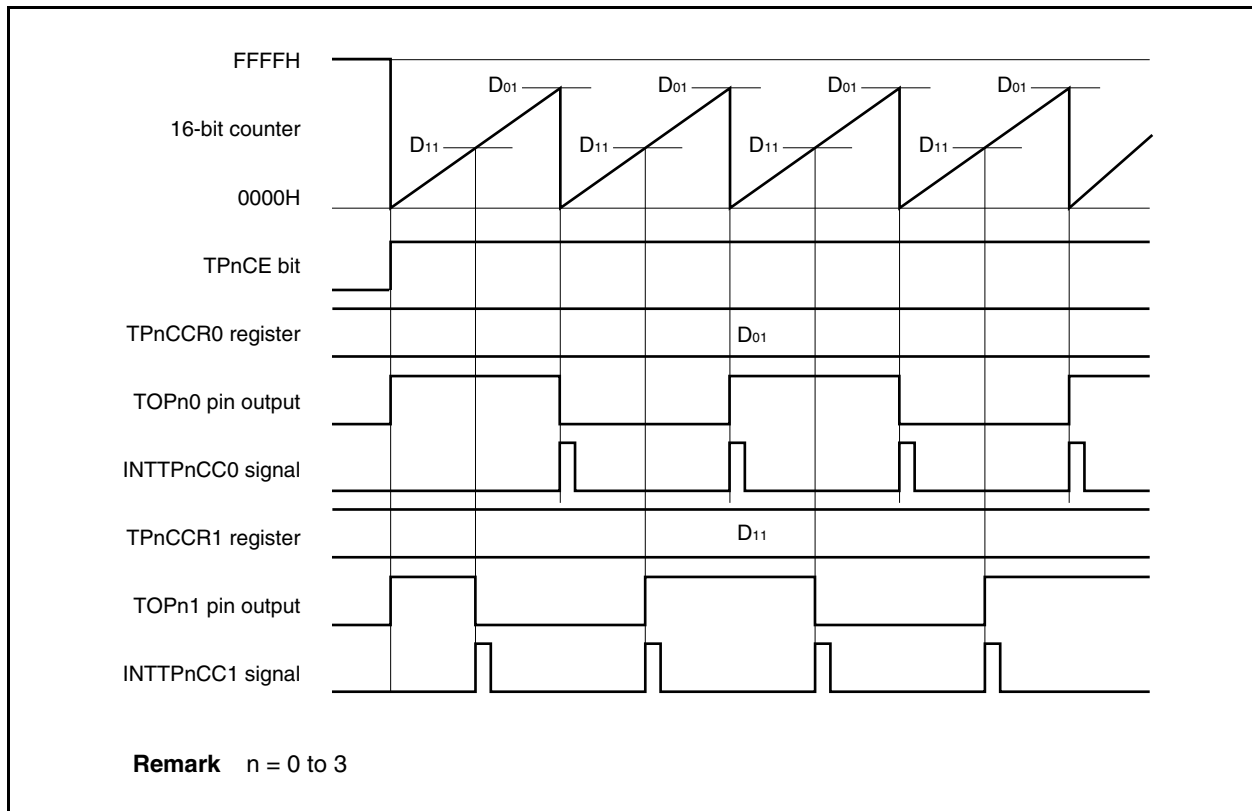 FFFFH
D01 D01 D01 D01
16-bit counter
D11 D11 D11 D11
0000H
TPnCE bit
TPnCCR0 register D01
TOPn0 pin output
INTTPnCC0 signal
TPnCCR1 register D11
TOPn1 pin output
INTTPnCC1 signal
Remark n = 0 to 3